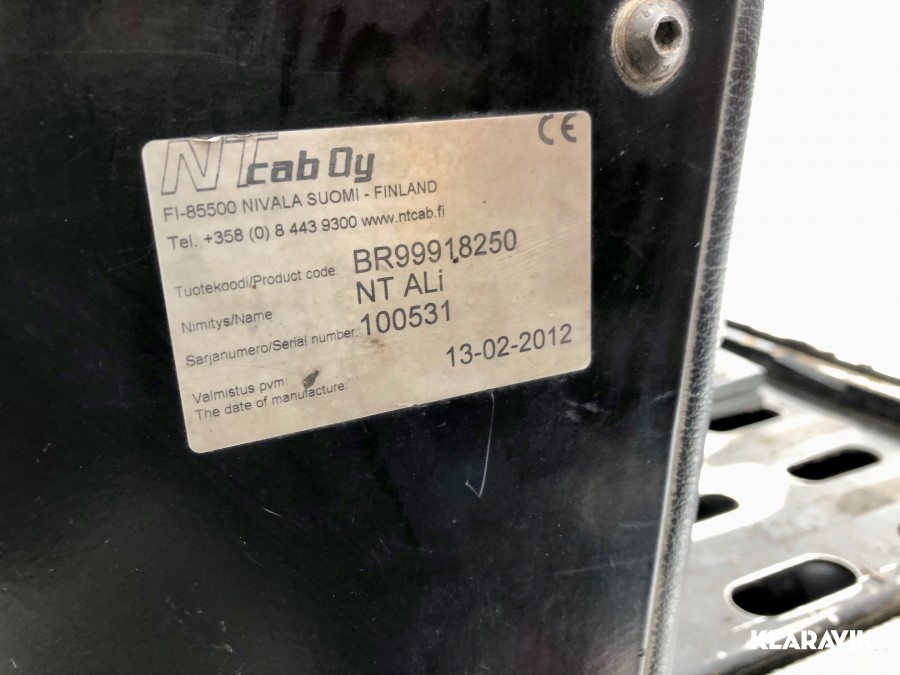 NTcab Oy
CE
FI-85500 NIVALA SUOMI - FINLAND
Tel. +358 (0) 8 443 9300 www.ntcab.fi
Tuotekoodi/Product code BR99918250
Nimitys/Name NT ALi
Sarjanumero/Serial number: 100531
Valmistus pvm: 13-02-2012
The date of manufacture:
KLARAVIK